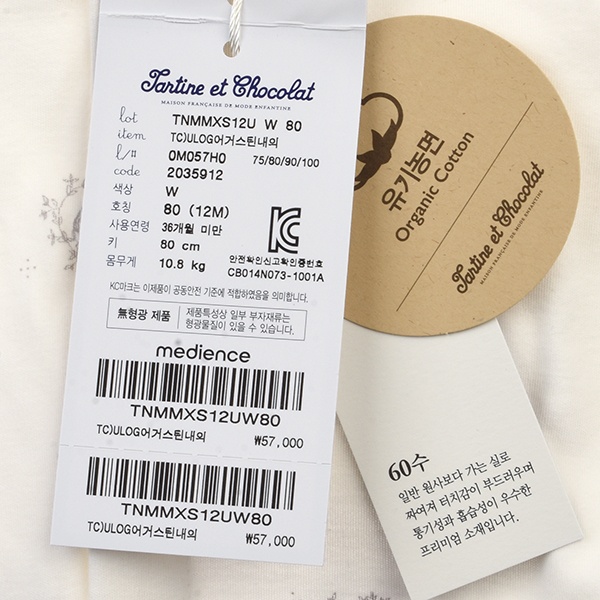 Tartine et Chocolat
MAISON FRANÇAISE DE MODE ENFANTINE
lot TNMMXS12U W 80
item TC)ULOG어거스틴내의
l/# 0M057H0 75/80/90/100
code 2035912
색상 W
호칭 80 (12M)
사용연령 36개월 미만
키 80 cm
몸무게 10.8 kg
안전확인신고확인증번호
CB014N073-1001A
KC마크는 이제품이 공통안전 기준에 적합하였음을 의미합니다.
無형광 제품
제품특성상 일부 부자재류는
형광물질이 있을 수 있습니다.
medience
TNMMXS12UW80
TC)ULOG어거스틴내의 ₩57,000
TNMMXS12UW80
TC)ULOG어거스틴내의 ₩57,000
유기농면
Organic Cotton
Tartine et Chocolat
MAISON FRANÇAISE DE MODE ENFANTINE
60수
일반 원사보다 가는 실로
짜여져 터치감이 부드러우며
통기성과 흡습성이 우수한
프리미엄 소재입니다.